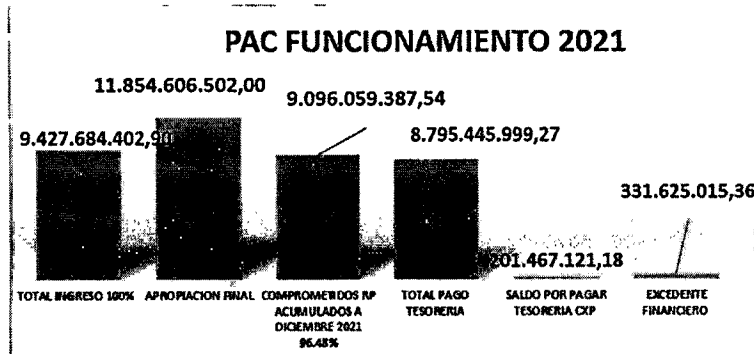 PAC FUNCIONAMIENTO 2021
11.854.606.502,00
9.096.059.387,54
9.427.684.402,90
8.795.445.999,27
331.625.015,36
201.467.121,18
TOTAL INGRESO 100%
APROPIACION FINAL
COMPROMETIDOS RP
ACUMULADOS A
DICIEMBRE 2021
96.48%
TOTAL PAGO
TESORERIA
SALDO POR PAGAR
TESORERIA CXP
EXCEDENTE
FINANCIERO